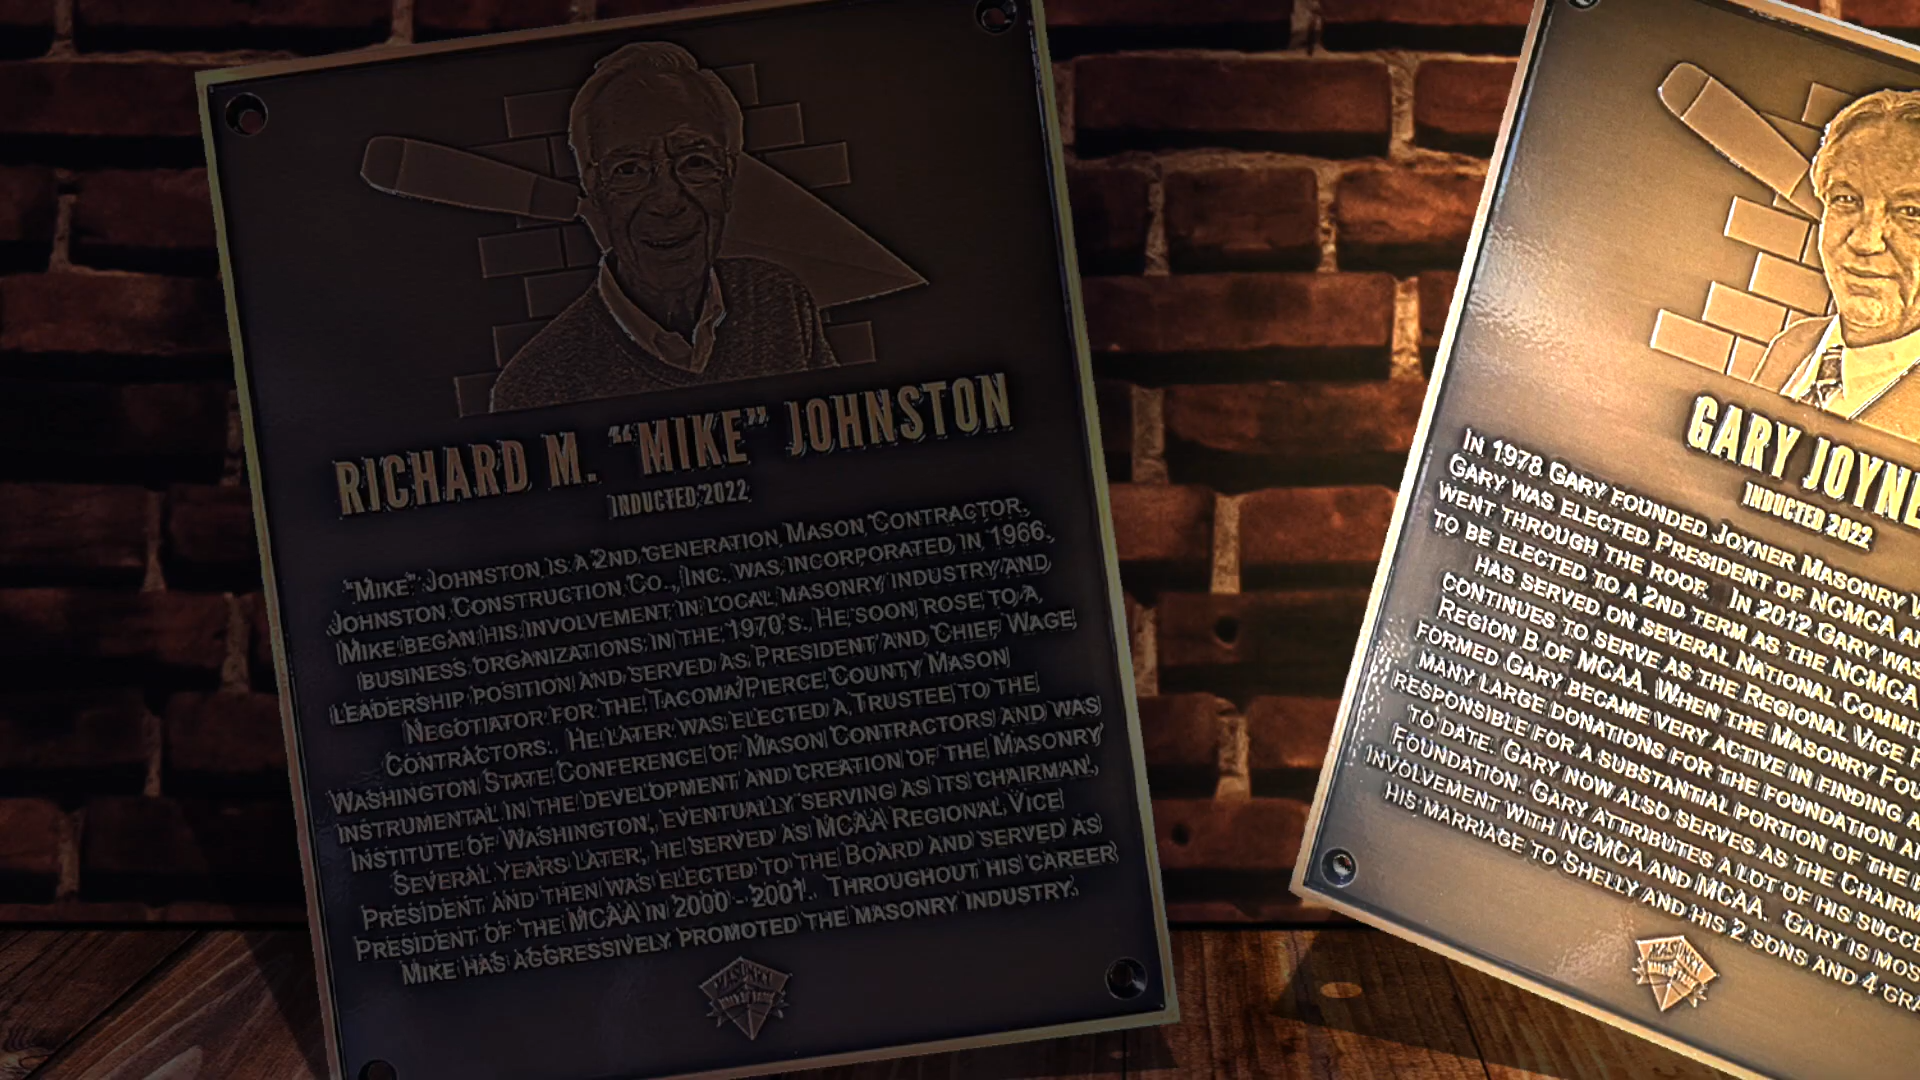 RICHARD M. "MIKE" JOHNSTON
INDUCTED 2022
"MIKE" JOHNSTON IS A 2ND GENERATION MASON CONTRACTOR.
JOHNSTON CONSTRUCTION CO., INC. WAS INCORPORATED IN 1966.
MIKE BEGAN HIS INVOLVEMENT IN LOCAL MASONRY INDUSTRY AND
BUSINESS ORGANIZATIONS IN THE 1970'S. HE SOON ROSE TO A
LEADERSHIP POSITION AND SERVED AS PRESIDENT AND CHIEF WAGE
NEGOTIATOR FOR THE TACOMA/PIERCE COUNTY MASON
CONTRACTORS. HE LATER WAS ELECTED A TRUSTEE TO THE
WASHINGTON STATE CONFERENCE OF MASON CONTRACTORS AND WAS
INSTRUMENTAL IN THE DEVELOPMENT AND CREATION OF THE MASONRY
INSTITUTE OF WASHINGTON, EVENTUALLY SERVING AS ITS CHAIRMAN.
SEVERAL YEARS LATER, HE SERVED AS MCAA REGIONAL VICE
PRESIDENT AND THEN WAS ELECTED TO THE BOARD AND SERVED AS
PRESIDENT OF THE MCAA IN 2000 - 2001. THROUGHOUT HIS CAREER
MIKE HAS AGGRESSIVELY PROMOTED THE MASONRY INDUSTRY.
MASONRY
HALL OF FAME
GARY JOYNE
INDUCTED 2022
IN 1978 GARY FOUNDED JOYNER MASONRY
GARY WAS ELECTED PRESIDENT OF NCMCA
WENT THROUGH THE ROOF. IN 2012 GARY WAS
TO BE ELECTED TO A 2ND TERM AS THE NCMCA
HAS SERVED ON SEVERAL NATIONAL COMMIT
CONTINUES TO SERVE AS THE REGIONAL VICE
REGION B OF MCAA. WHEN THE MASONRY FOU
FORMED GARY BECAME VERY ACTIVE IN FINDING
MANY LARGE DONATIONS FOR THE FOUNDATION
RESPONSIBLE FOR A SUBSTANTIAL PORTION OF THE
TO DATE. GARY NOW ALSO SERVES AS THE CHAIRM
FOUNDATION. GARY ATTRIBUTES A LOT OF HIS SUCCE
INVOLVEMENT WITH NCMCA AND MCAA. GARY IS MOS
HIS MARRIAGE TO SHELLY AND HIS 2 SONS AND 4 GRA
MASONRY
HALL OF FAME